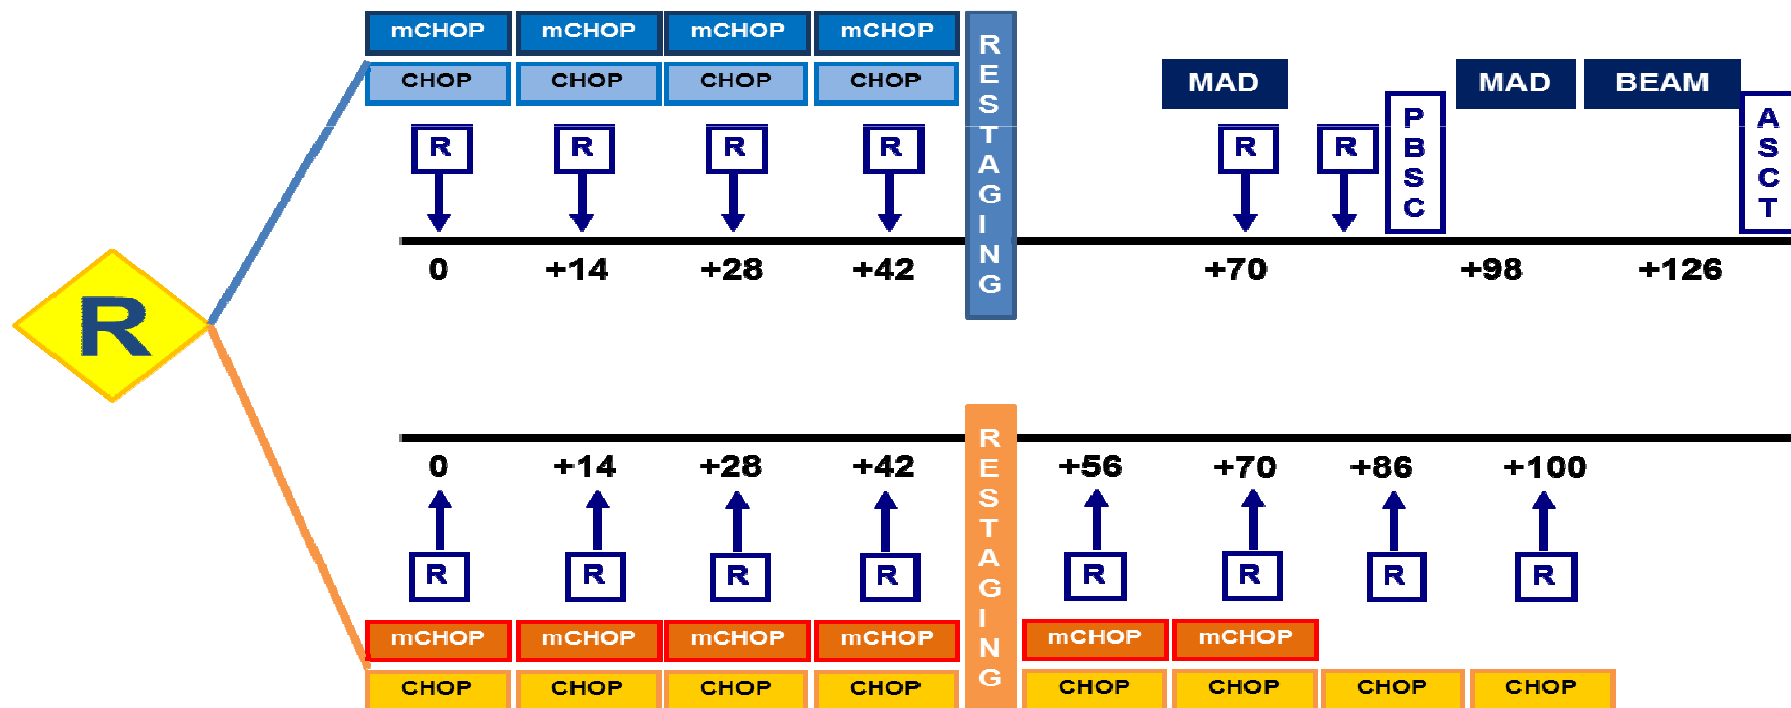 mCHOP mCHOP mCHOP mCHOP
CHOP CHOP CHOP CHOP
MAD MAD BEAM
R R R R R R
RESTAGING
PBSC
ASCT
0 +14 +28 +42 +70 +98 +126
R
0 +14 +28 +42 +56 +70 +86 +100
RESTAGING
R R R R R R R R
mCHOP mCHOP mCHOP mCHOP mCHOP mCHOP
CHOP CHOP CHOP CHOP CHOP CHOP CHOP CHOP